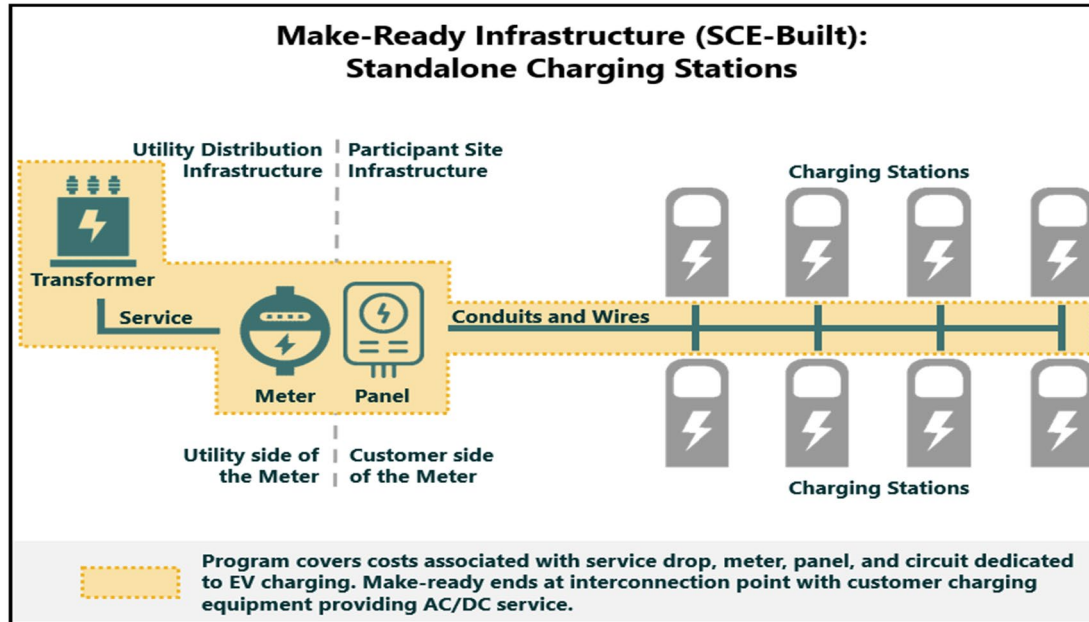 Make-Ready Infrastructure (SCE-Built):
Standalone Charging Stations
Utility Distribution
Infrastructure
Participant Site
Infrastructure
Charging Stations
Transformer
Service
Conduits and Wires
Meter
Panel
Utility side of
the Meter
Customer side
of the Meter
Charging Stations
Program covers costs associated with service drop, meter, panel, and circuit dedicated
to EV charging. Make-ready ends at interconnection point with customer charging
equipment providing AC/DC service.